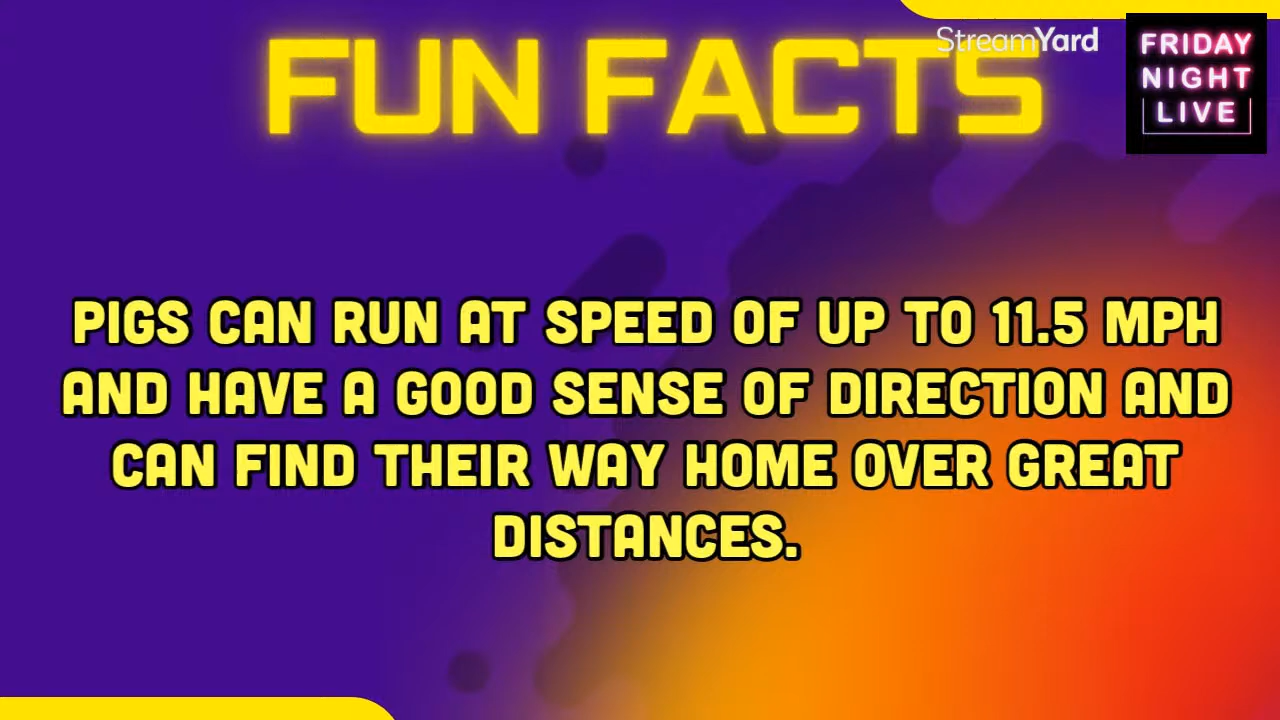 FUN FACTS
StreamYard
FRIDAY
NIGHT
LIVE
PIGS CAN RUN AT SPEED OF UP TO 11.5 MPH
AND HAVE A GOOD SENSE OF DIRECTION AND
CAN FIND THEIR WAY HOME OVER GREAT
DISTANCES.